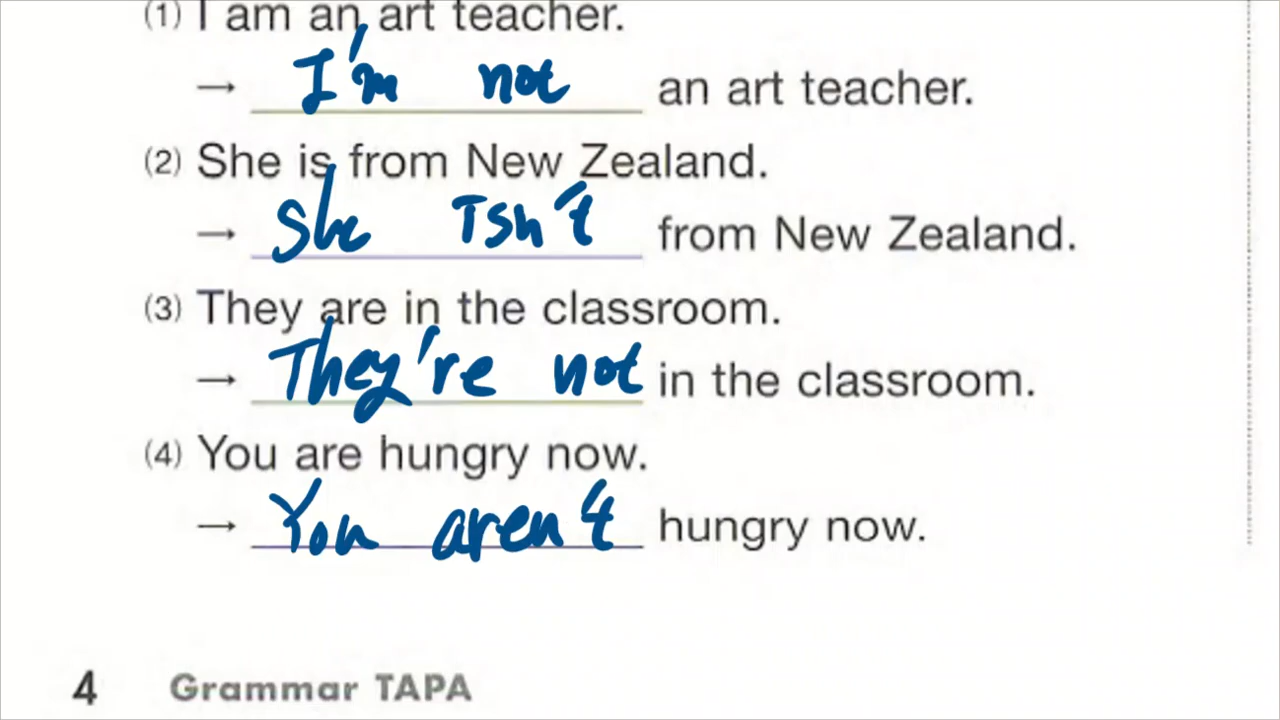 (1) I am an art teacher.
→ I'm not an art teacher.
(2) She is from New Zealand.
→ She Isn't from New Zealand.
(3) They are in the classroom.
→ They're not in the classroom.
(4) You are hungry now.
→ You aren't hungry now.
4 Grammar TAPA